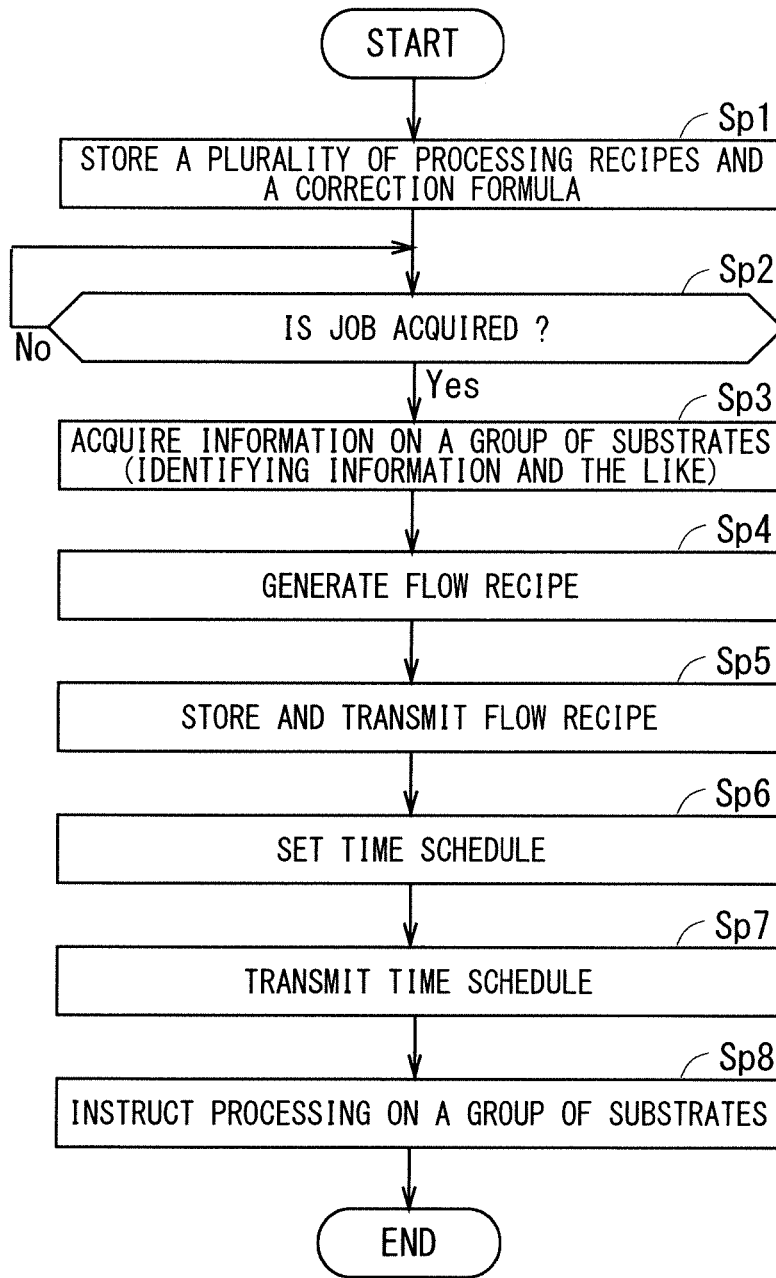 START
Sp1
STORE A PLURALITY OF PROCESSING RECIPES AND
A CORRECTION FORMULA
Sp2
IS JOB ACQUIRED ?
No
Yes
Sp3
ACQUIRE INFORMATION ON A GROUP OF SUBSTRATES
(IDENTIFYING INFORMATION AND THE LIKE)
Sp4
GENERATE FLOW RECIPE
Sp5
STORE AND TRANSMIT FLOW RECIPE
Sp6
SET TIME SCHEDULE
Sp7
TRANSMIT TIME SCHEDULE
Sp8
INSTRUCT PROCESSING ON A GROUP OF SUBSTRATES
END